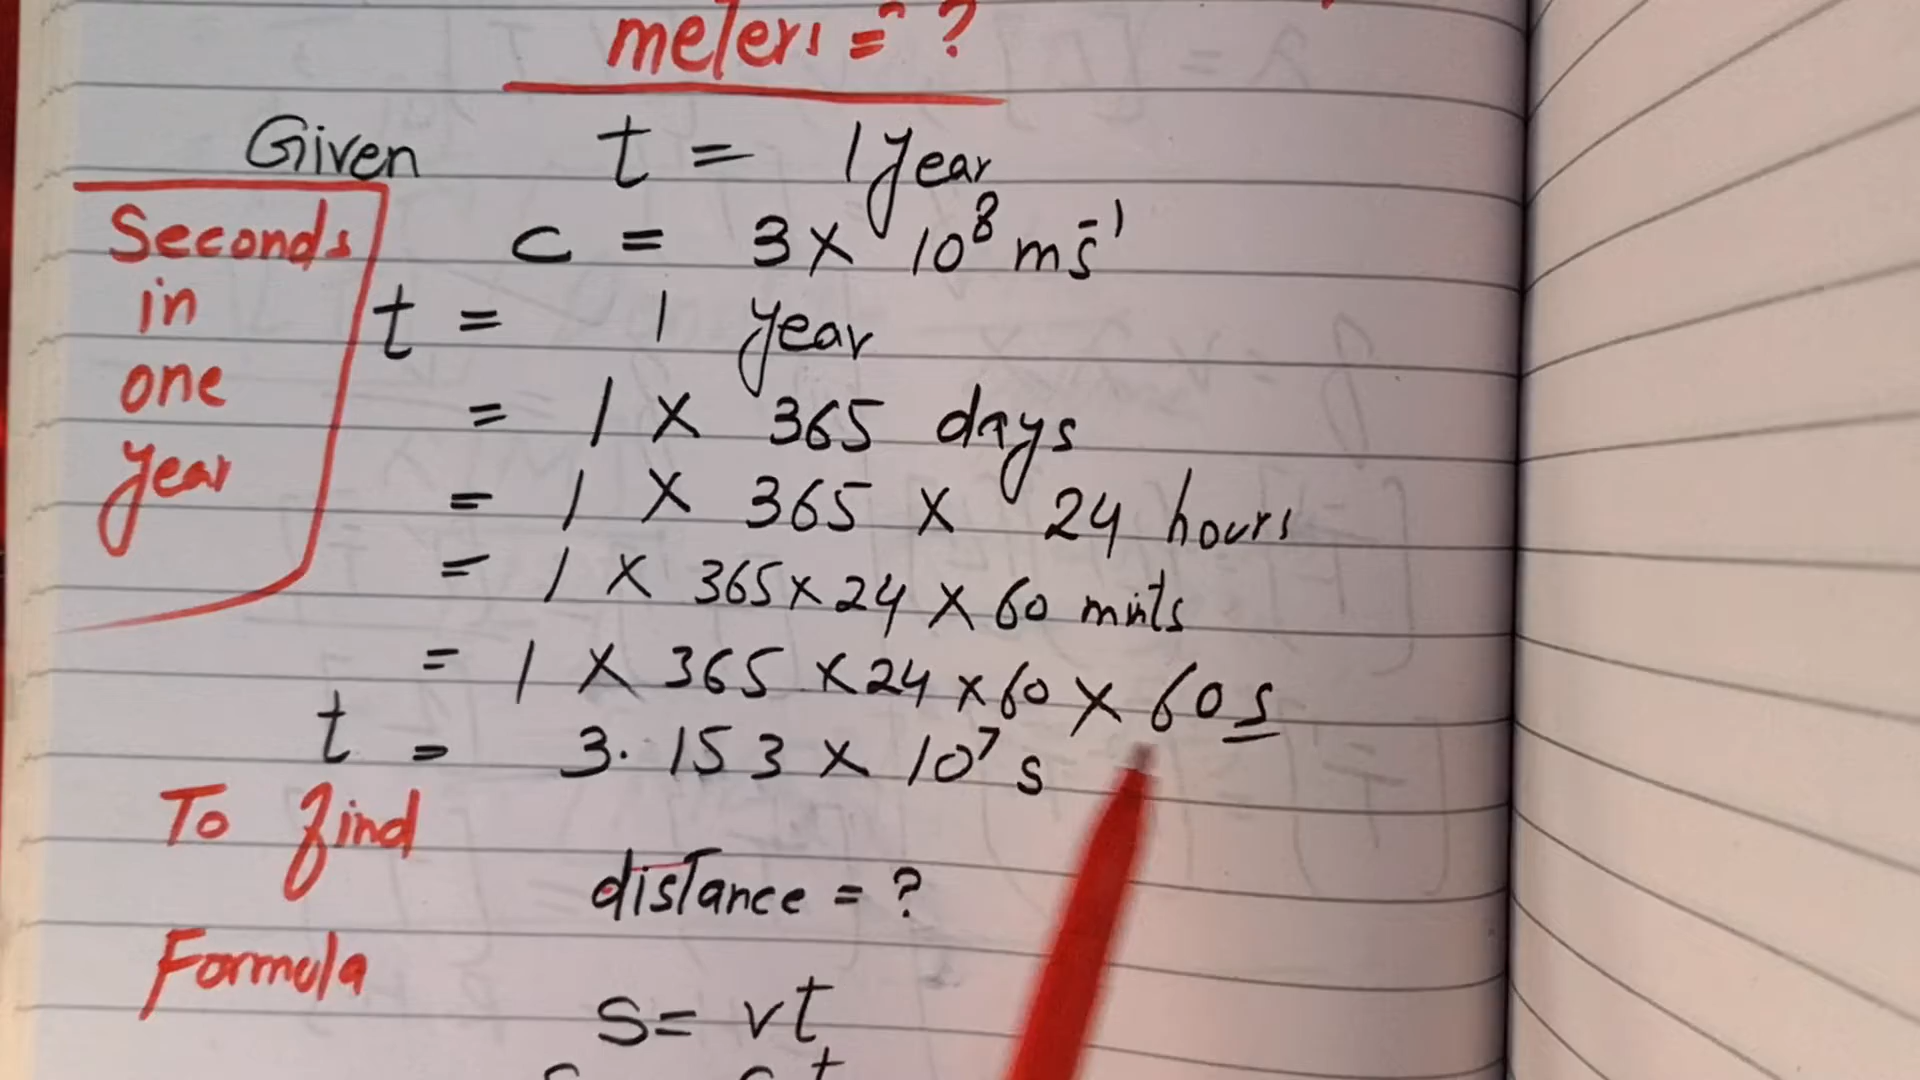 meters = ?
Given t = 1 year
Seconds in one year
c = 3 × 10⁸ ms⁻¹
t = 1 year
= 1 × 365 days
= 1 × 365 × 24 hours
= 1 × 365 × 24 × 60 mints
= 1 × 365 × 24 × 60 × 60 s
t = 3.153 × 10⁷ s
To find
distance = ?
Formula
S = vt